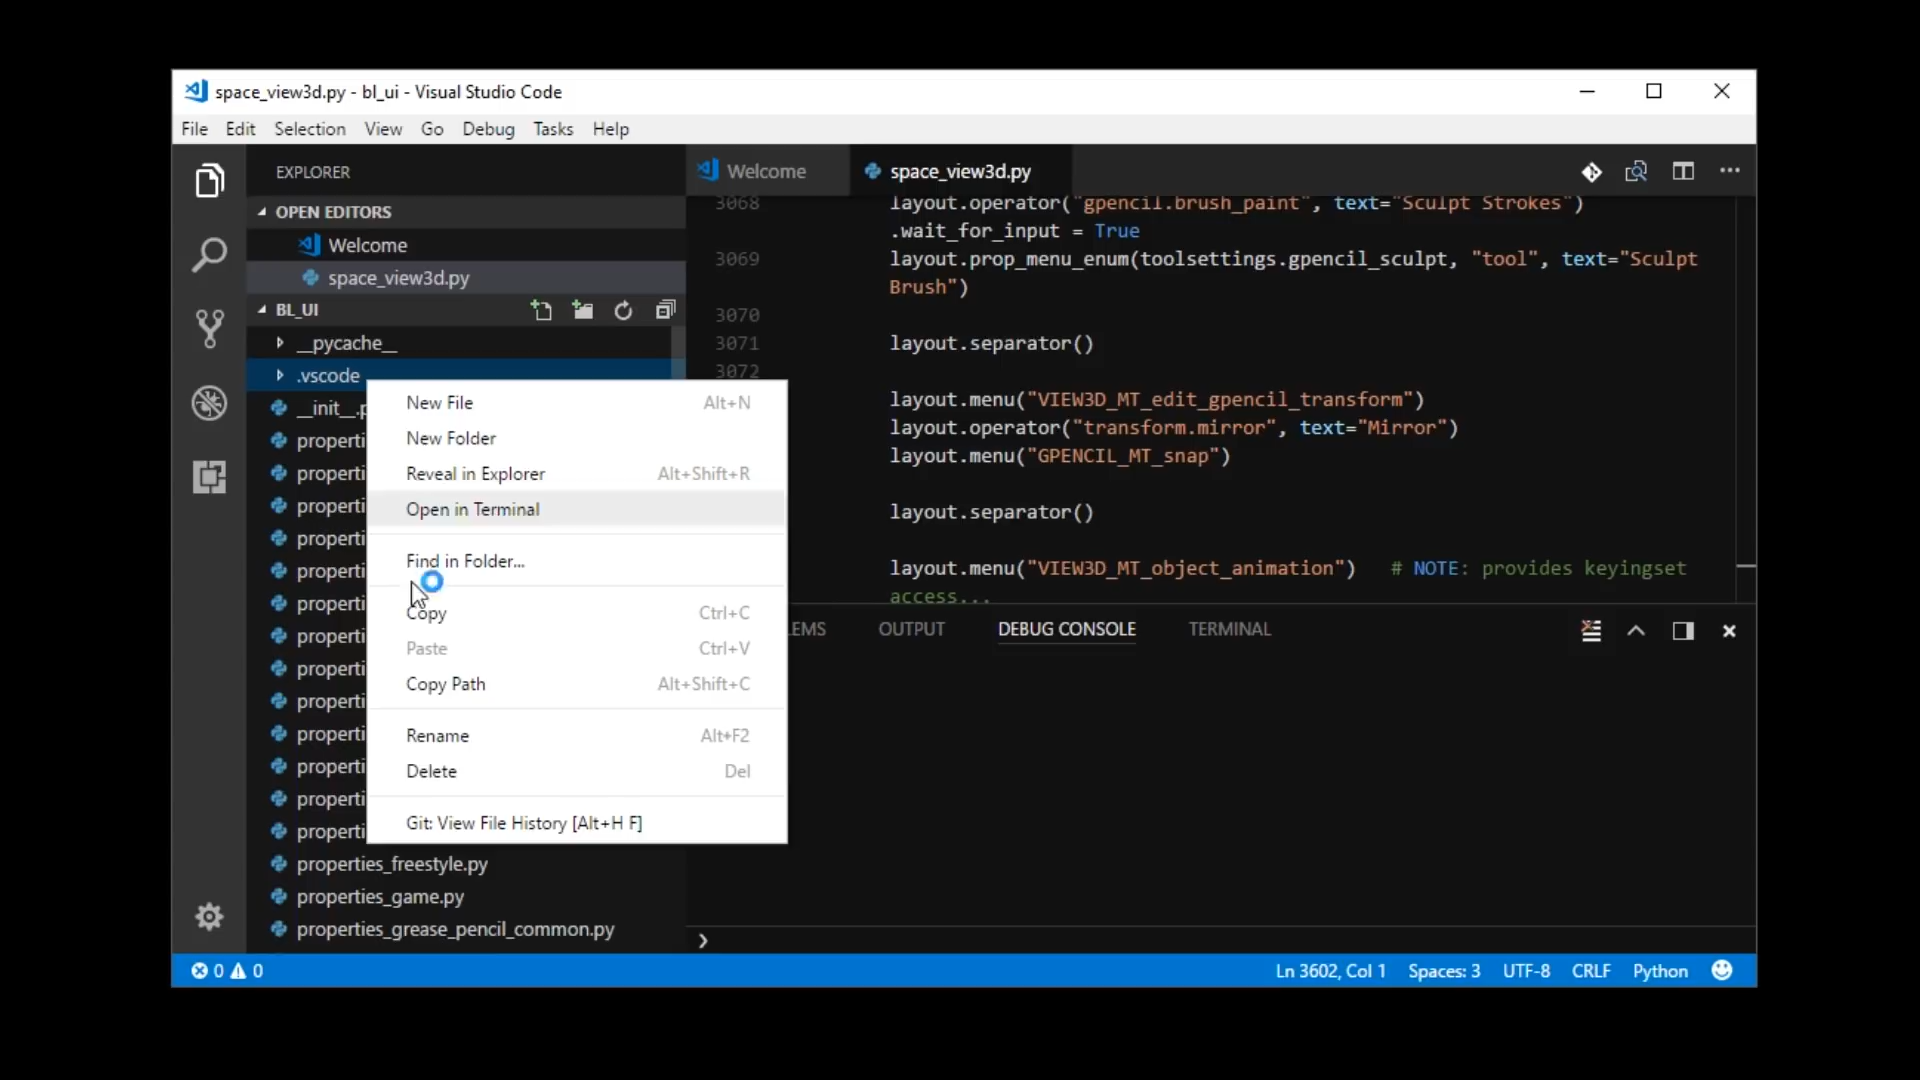 space_view3d.py - bl_ui - Visual Studio Code
File Edit Selection View Go Debug Tasks Help
EXPLORER
OPEN EDITORS
Welcome
space_view3d.py
BL_UI
__pycache__
.vscode
__init__.p
properti
properti
properti
properti
properti
properti
properti
properti
properti
properti
properti
properti
properti
properties_freestyle.py
properties_game.py
properties_grease_pencil_common.py
New File Alt+N
New Folder
Reveal in Explorer Alt+Shift+R
Open in Terminal
Find in Folder...
Copy Ctrl+C
Paste Ctrl+V
Copy Path Alt+Shift+C
Rename Alt+F2
Delete Del
Git: View File History [Alt+H F]
Welcome space_view3d.py
3068 layout.operator("gpencil.brush_paint", text="Sculpt Strokes")
.wait_for_input = True
3069 layout.prop_menu_enum(toolsettings.gpencil_sculpt, "tool", text="Sculpt
Brush")
3070
3071 layout.separator()
3072
layout.menu("VIEW3D_MT_edit_gpencil_transform")
layout.operator("transform.mirror", text="Mirror")
layout.menu("GPENCIL_MT_snap")
layout.separator()
layout.menu("VIEW3D_MT_object_animation") # NOTE: provides keyingset
access...
LEMS OUTPUT DEBUG CONSOLE TERMINAL
0 0 Ln 3602, Col 1 Spaces: 3 UTF-8 CRLF Python